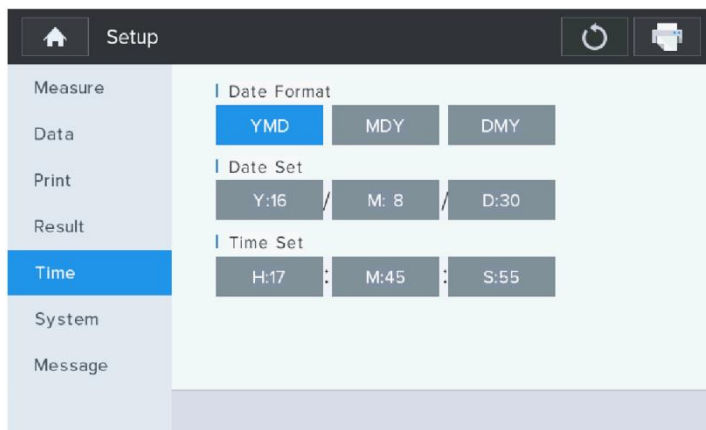 Setup
Measure
Data
Print
Result
Time
System
Message
Date Format
YMD MDY DMY
Date Set
Y:16 / M: 8 / D:30
Time Set
H:17 : M:45 : S:55